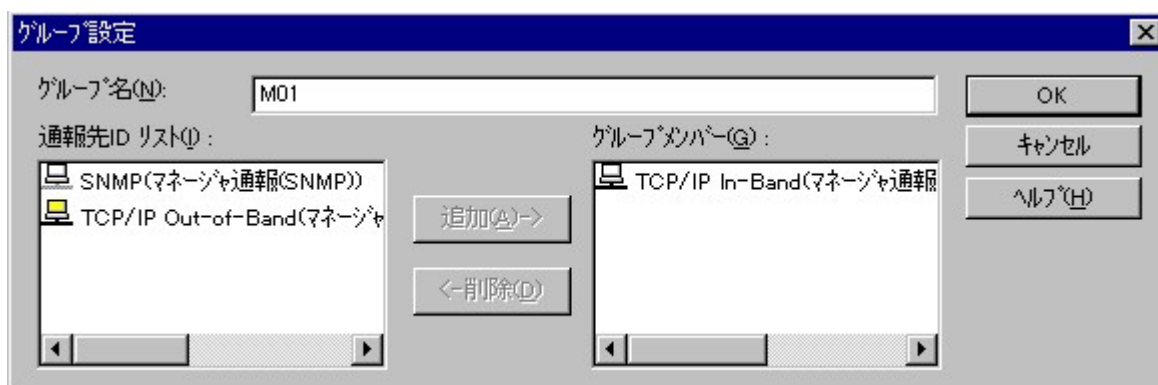 グループ設定
グループ名(N):
M01
OK
通報先ID リスト(I) :
グループメンバー(G) :
キャンセル
SNMP(マネージャ通報(SNMP))
TCP/IP In-Band(マネージャ通報
TCP/IP Out-of-Band(マネージャ
ヘルプ(H)
追加(A)->
<-削除(D)